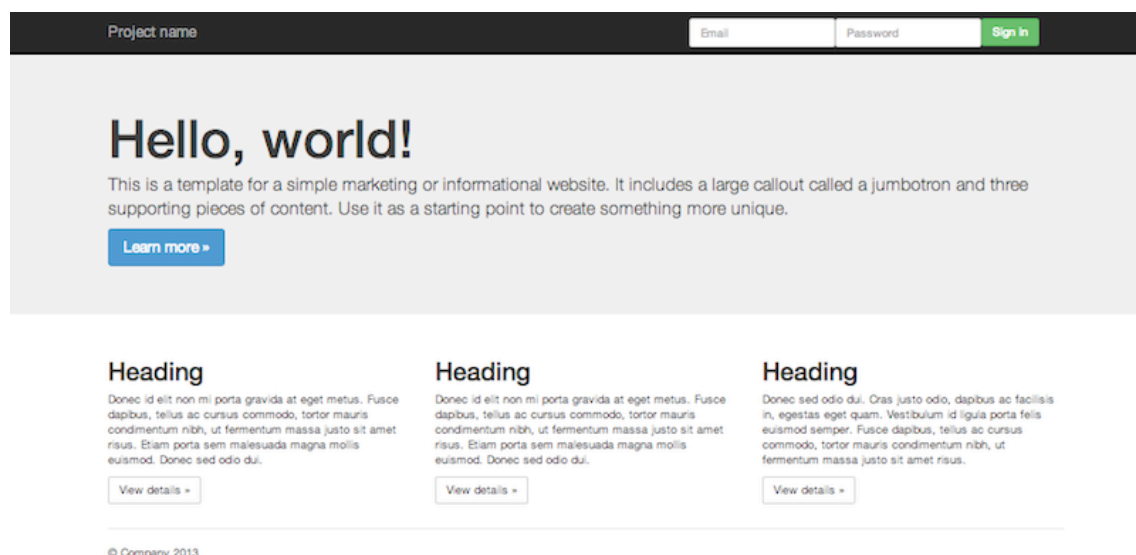 Project name
Email
Password
Sign in
Hello, world!
This is a template for a simple marketing or informational website. It includes a large callout called a jumbotron and three
supporting pieces of content. Use it as a starting point to create something more unique.
Learn more »
Heading
Donec id elit non mi porta gravida at eget metus. Fusce
dapibus, tellus ac cursus commodo, tortor mauris
condimentum nibh, ut fermentum massa justo sit amet
risus. Etiam porta sem malesuada magna mollis
euismod. Donec sed odio dui.
View details »
Heading
Donec id elit non mi porta gravida at eget metus. Fusce
dapibus, tellus ac cursus commodo, tortor mauris
condimentum nibh, ut fermentum massa justo sit amet
risus. Etiam porta sem malesuada magna mollis
euismod. Donec sed odio dui.
View details »
Heading
Donec sed odio dui. Cras justo odio, dapibus ac facilisis
in, egestas eget quam. Vestibulum id ligula porta felis
euismod semper. Fusce dapibus, tellus ac cursus
commodo, tortor mauris condimentum nibh, ut
fermentum massa justo sit amet risus.
View details »
© Company 2013